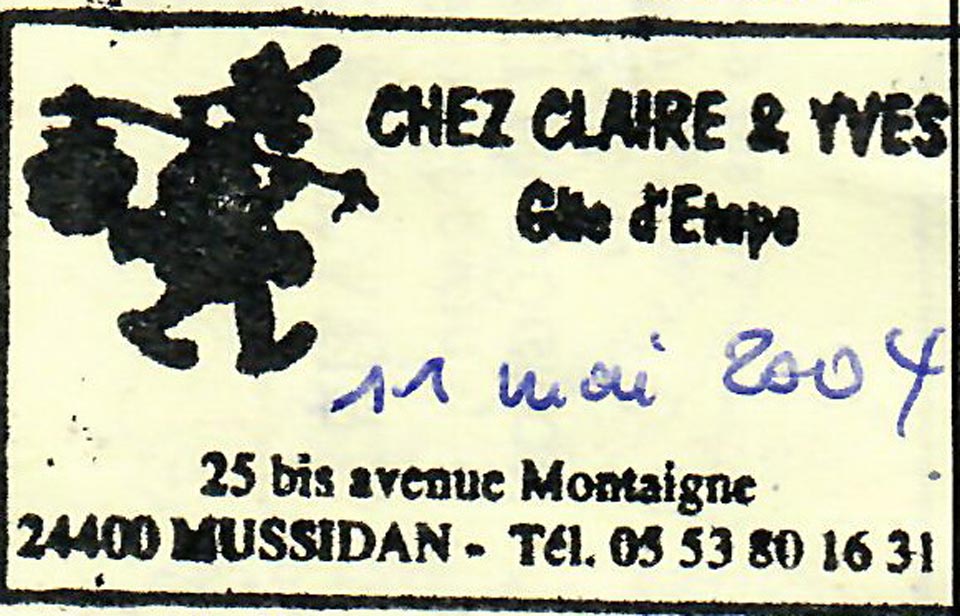 CHEZ CLAIRE & YVES
Gîte d'Etape
11 mai 2004
25 bis avenue Montaigne
24400 MUSSIDAN - Tél. 05 53 80 16 31